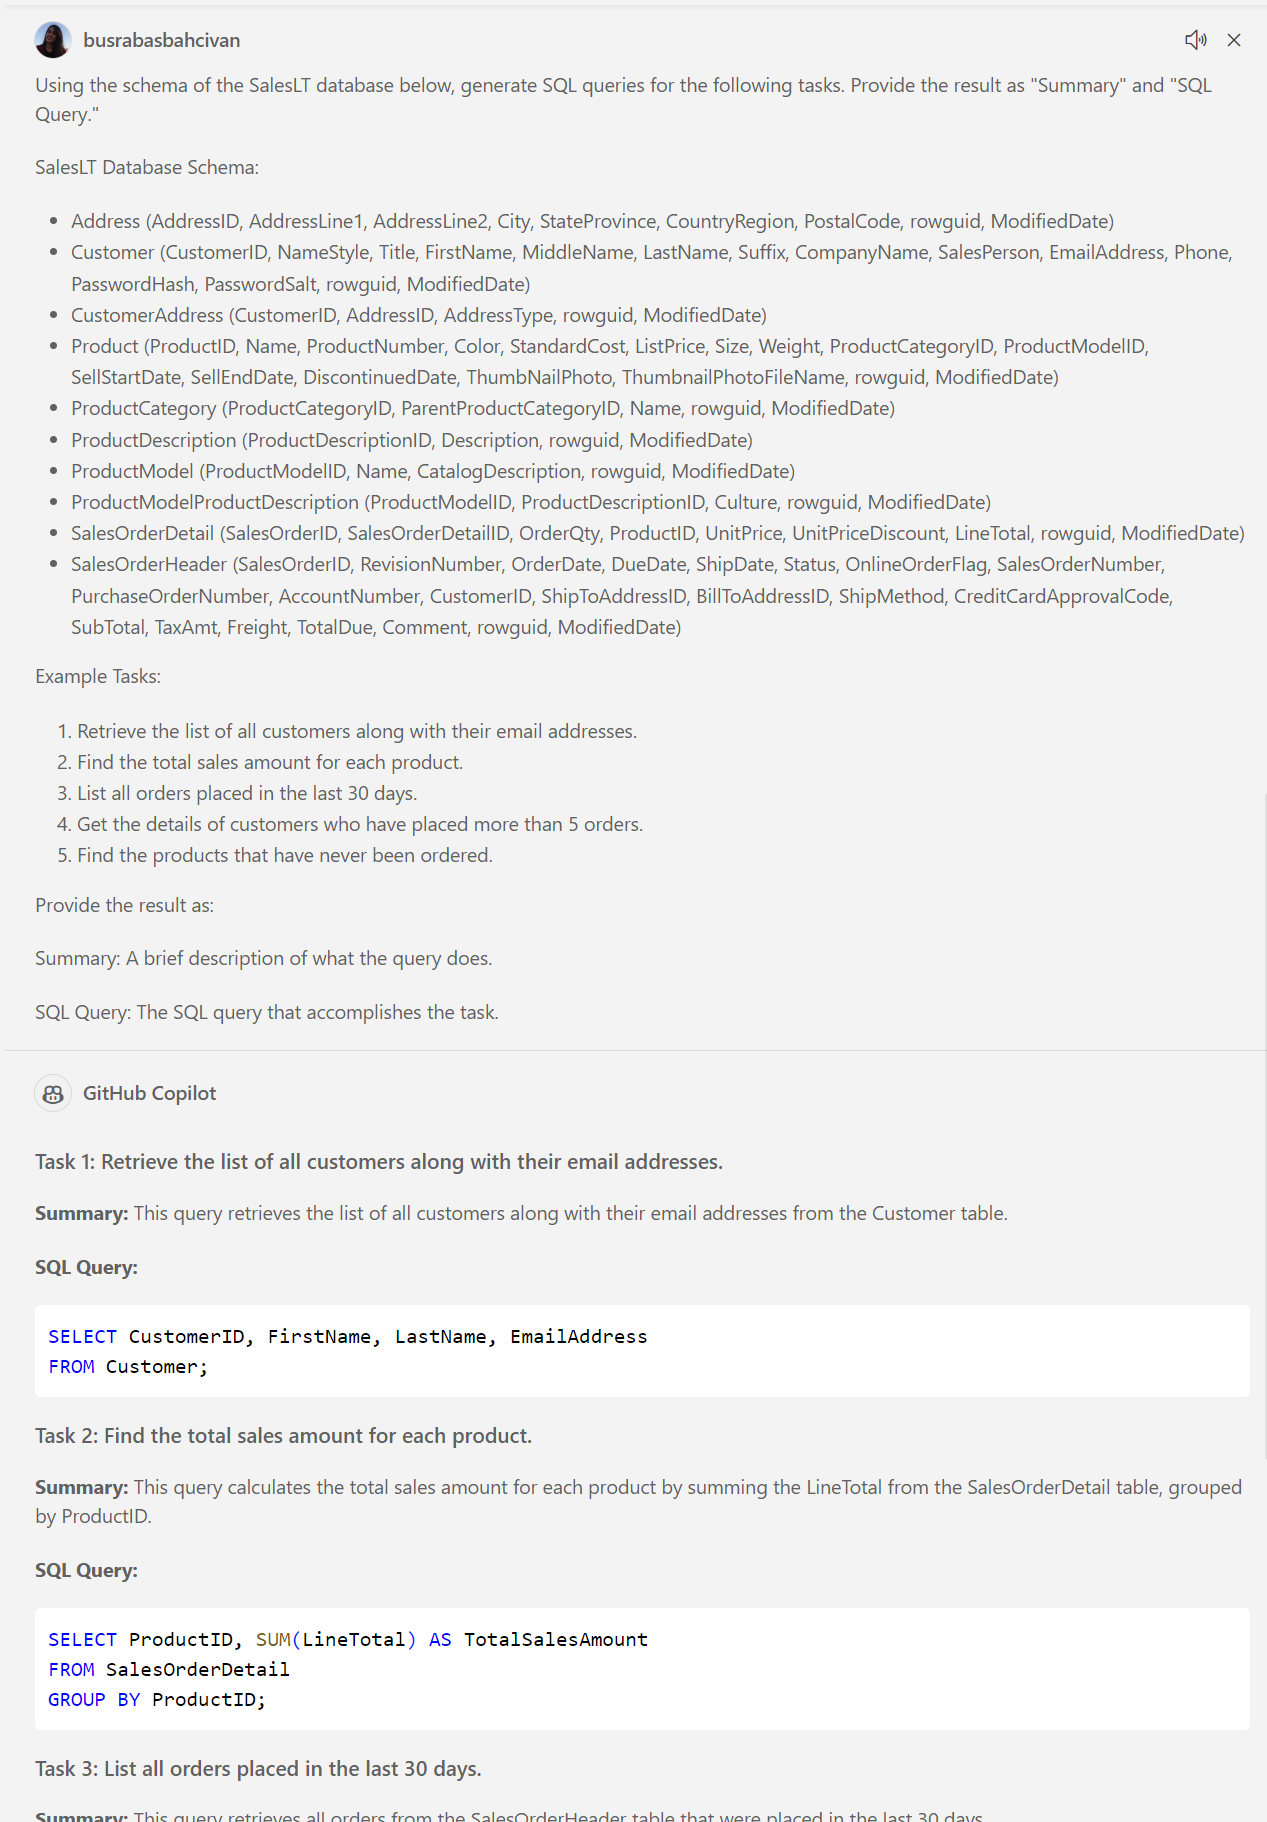 busrabasbahcivan
Using the schema of the SalesLT database below, generate SQL queries for the following tasks. Provide the result as "Summary" and "SQL
Query."
SalesLT Database Schema:
• Address (AddressID, AddressLine1, AddressLine2, City, StateProvince, CountryRegion, PostalCode, rowguid, ModifiedDate)
• Customer (CustomerID, NameStyle, Title, FirstName, MiddleName, LastName, Suffix, CompanyName, SalesPerson, EmailAddress, Phone,
PasswordHash, PasswordSalt, rowguid, ModifiedDate)
• CustomerAddress (CustomerID, AddressID, AddressType, rowguid, ModifiedDate)
• Product (ProductID, Name, ProductNumber, Color, StandardCost, ListPrice, Size, Weight, ProductCategoryID, ProductModelID,
SellStartDate, SellEndDate, DiscontinuedDate, ThumbNailPhoto, ThumbnailPhotoFileName, rowguid, ModifiedDate)
• ProductCategory (ProductCategoryID, ParentProductCategoryID, Name, rowguid, ModifiedDate)
• ProductDescription (ProductDescriptionID, Description, rowguid, ModifiedDate)
• ProductModel (ProductModelID, Name, CatalogDescription, rowguid, ModifiedDate)
• ProductModelProductDescription (ProductModelID, ProductDescriptionID, Culture, rowguid, ModifiedDate)
• SalesOrderDetail (SalesOrderID, SalesOrderDetailID, OrderQty, ProductID, UnitPrice, UnitPriceDiscount, LineTotal, rowguid, ModifiedDate)
• SalesOrderHeader (SalesOrderID, RevisionNumber, OrderDate, DueDate, ShipDate, Status, OnlineOrderFlag, SalesOrderNumber,
PurchaseOrderNumber, AccountNumber, CustomerID, ShipToAddressID, BillToAddressID, ShipMethod, CreditCardApprovalCode,
SubTotal, TaxAmt, Freight, TotalDue, Comment, rowguid, ModifiedDate)
Example Tasks:
1. Retrieve the list of all customers along with their email addresses.
2. Find the total sales amount for each product.
3. List all orders placed in the last 30 days.
4. Get the details of customers who have placed more than 5 orders.
5. Find the products that have never been ordered.
Provide the result as:
Summary: A brief description of what the query does.
SQL Query: The SQL query that accomplishes the task.
GitHub Copilot
Task 1: Retrieve the list of all customers along with their email addresses.
Summary: This query retrieves the list of all customers along with their email addresses from the Customer table.
SQL Query:
SELECT CustomerID, FirstName, LastName, EmailAddress
FROM Customer;
Task 2: Find the total sales amount for each product.
Summary: This query calculates the total sales amount for each product by summing the LineTotal from the SalesOrderDetail table, grouped
by ProductID.
SQL Query:
SELECT ProductID, SUM(LineTotal) AS TotalSalesAmount
FROM SalesOrderDetail
GROUP BY ProductID;
Task 3: List all orders placed in the last 30 days.
Summary: This query retrieves all orders from the SalesOrderHeader table that were placed in the last 30 days.